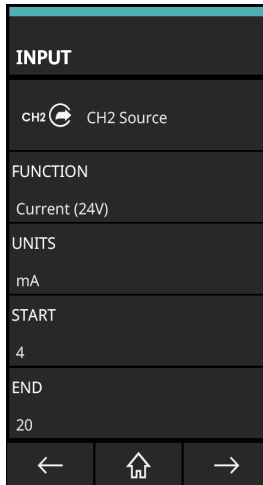 INPUT
CH2 CH2 Source
FUNCTION
Current (24V)
UNITS
mA
START
4
END
20